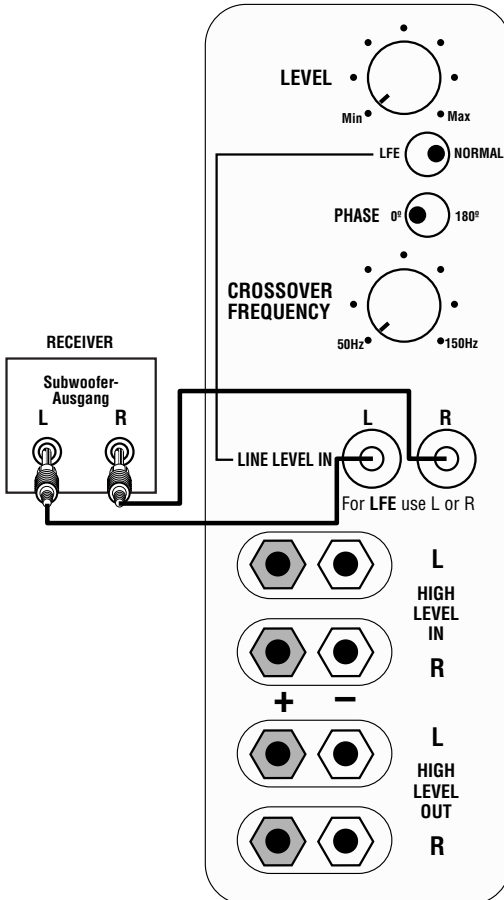 LEVEL
Min
Max
LFE
NORMAL
PHASE 0º
180º
CROSSOVER
FREQUENCY
50Hz
150Hz
RECEIVER
Subwoofer-
Ausgang
L
R
L
R
LINE LEVEL IN
For LFE use L or R
L
HIGH
LEVEL
IN
R
+
–
L
HIGH
LEVEL
OUT
R